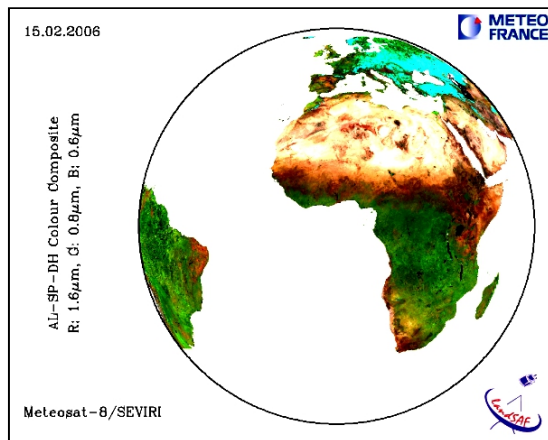 15.02.2006
METEO
FRANCE
AL-SP-DH Colour Composite
R: 1.6μm, G: 0.8μm, B: 0.6μm
Meteosat-8/SEVIRI
LandSAF